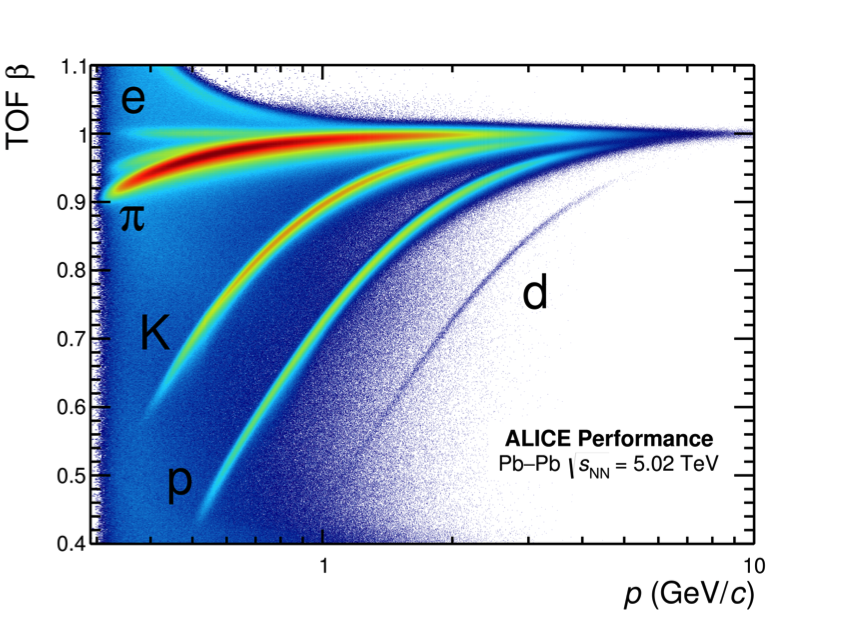 TOF β
1.1
1
0.9
0.8
0.7
0.6
0.5
0.4
e
π
K
p
d
ALICE Performance
Pb–Pb √sNN = 5.02 TeV
1
10
p (GeV/c)